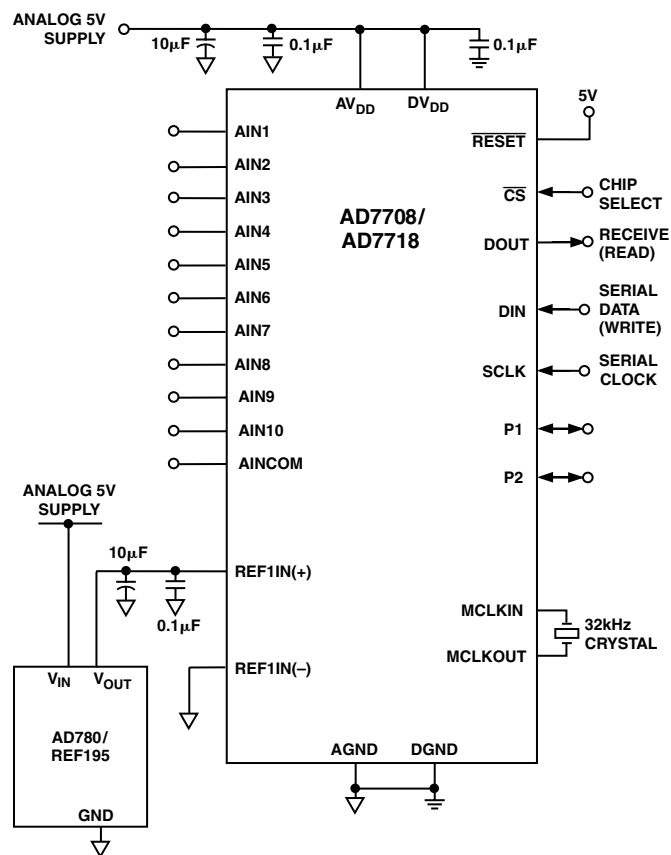 ANALOG 5V
SUPPLY
10μF
0.1μF
0.1μF
AVDD
DVDD
5V
RESET
AIN1
AIN2
AIN3
AIN4
AIN5
AIN6
AIN7
AIN8
AIN9
AIN10
AINCOM
AD7708/
AD7718
CS
CHIP
SELECT
DOUT
RECEIVE
(READ)
DIN
SERIAL
DATA
(WRITE)
SCLK
SERIAL
CLOCK
P1
P2
ANALOG 5V
SUPPLY
10μF
0.1μF
REF1IN(+)
REF1IN(–)
MCLKIN
MCLKOUT
32kHz
CRYSTAL
VIN
VOUT
AD780/
REF195
GND
AGND
DGND